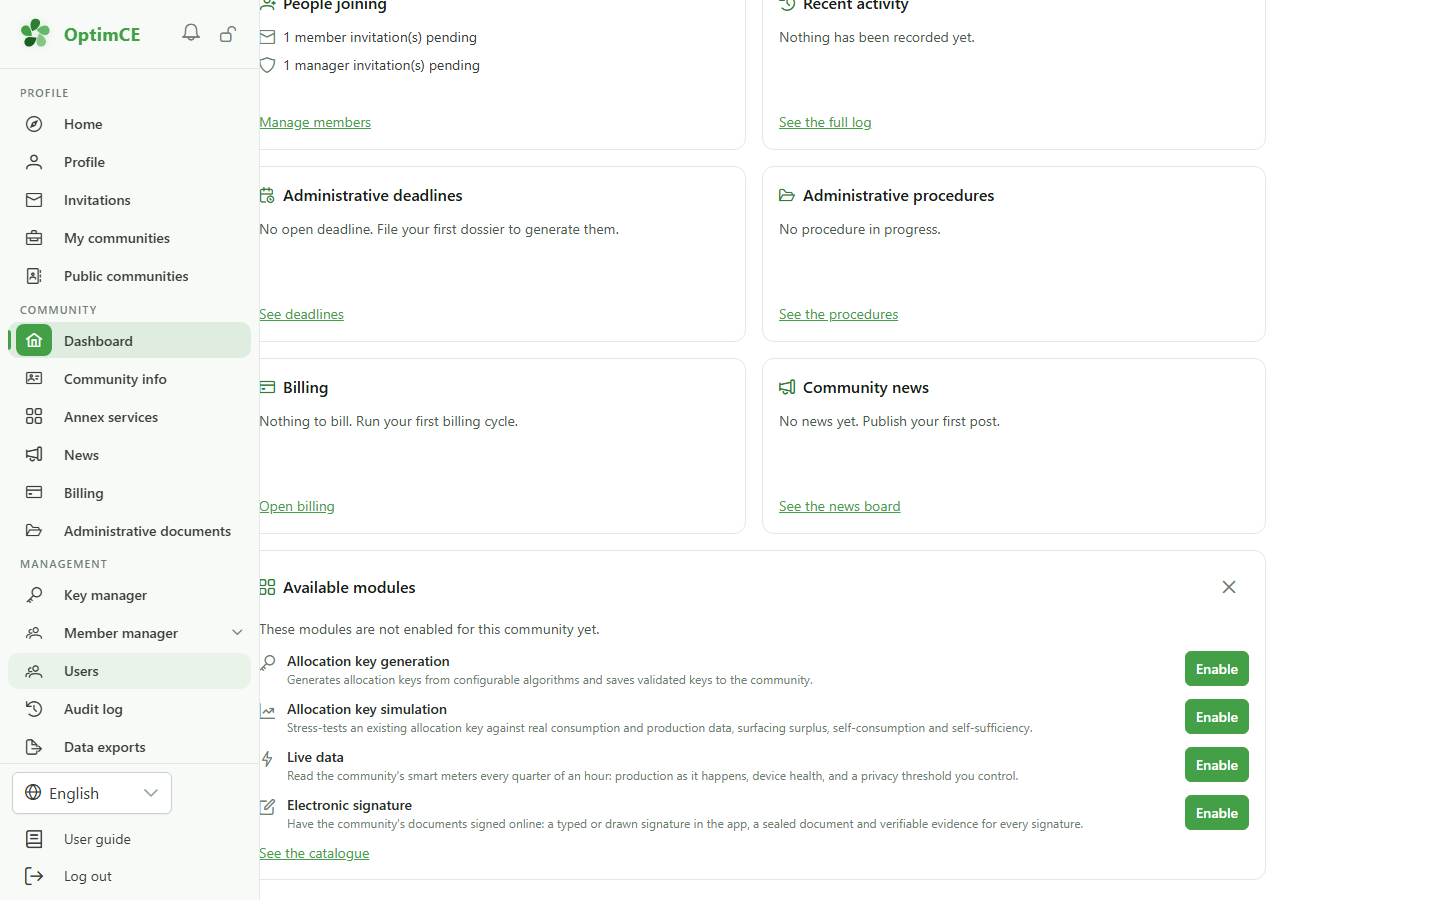 OptimCE
PROFILE
Home
Profile
Invitations
My communities
Public communities
COMMUNITY
Dashboard
Community info
Annex services
News
Billing
Administrative documents
MANAGEMENT
Key manager
Member manager
Users
Audit log
Data exports
English
User guide
Log out
People joining
1 member invitation(s) pending
1 manager invitation(s) pending
Manage members
Recent activity
Nothing has been recorded yet.
See the full log
Administrative deadlines
No open deadline. File your first dossier to generate them.
See deadlines
Administrative procedures
No procedure in progress.
See the procedures
Billing
Nothing to bill. Run your first billing cycle.
Open billing
Community news
No news yet. Publish your first post.
See the news board
Available modules
These modules are not enabled for this community yet.
Allocation key generation
Generates allocation keys from configurable algorithms and saves validated keys to the community.
Enable
Allocation key simulation
Stress-tests an existing allocation key against real consumption and production data, surfacing surplus, self-consumption and self-sufficiency.
Enable
Live data
Read the community's smart meters every quarter of an hour: production as it happens, device health, and a privacy threshold you control.
Enable
Electronic signature
Have the community's documents signed online: a typed or drawn signature in the app, a sealed document and verifiable evidence for every signature.
Enable
See the catalogue